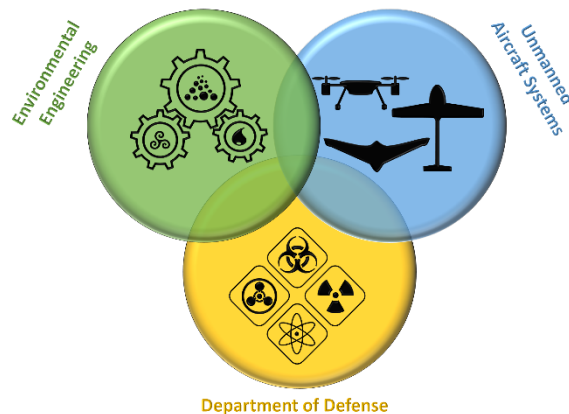 Environmental
Engineering
Unmanned
Aircraft Systems
Department of Defense